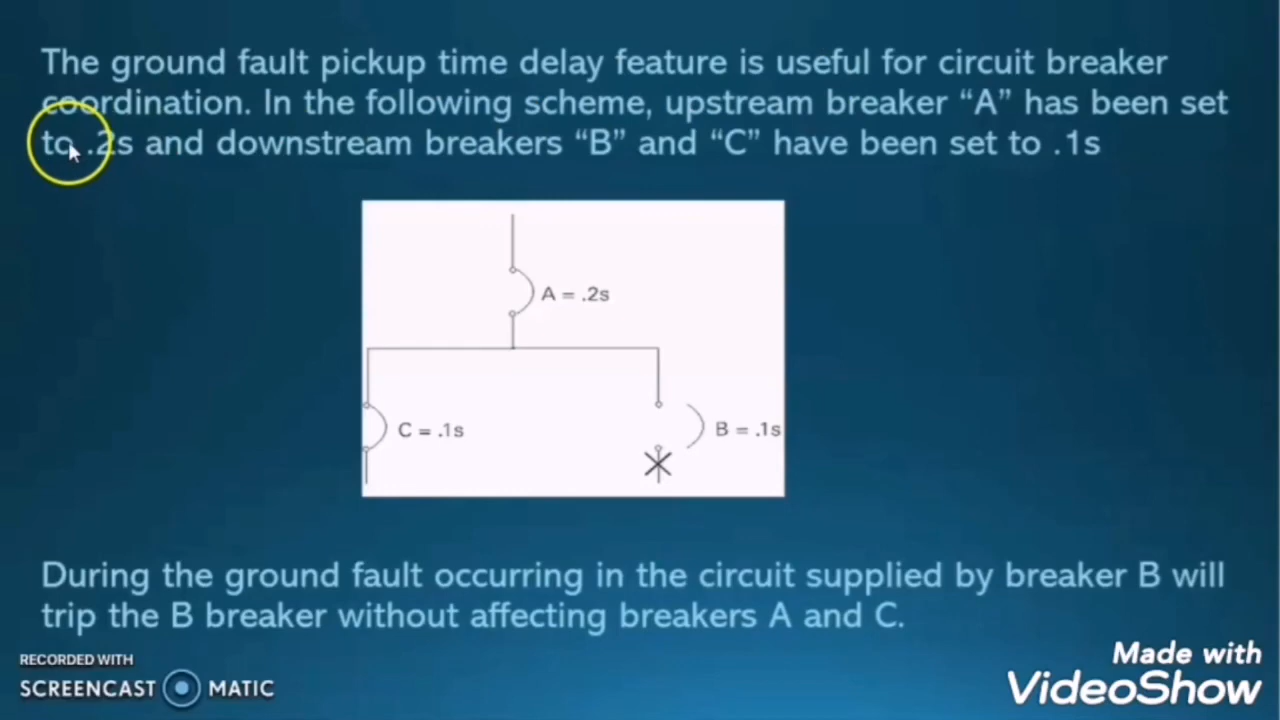 The ground fault pickup time delay feature is useful for circuit breaker
coordination. In the following scheme, upstream breaker “A” has been set
to .2s and downstream breakers “B” and “C” have been set to .1s
A = .2s
C = .1s
B = .1s
During the ground fault occurring in the circuit supplied by breaker B will
trip the B breaker without affecting breakers A and C.
RECORDED WITH
SCREENCAST MATIC
Made with
VideoShow